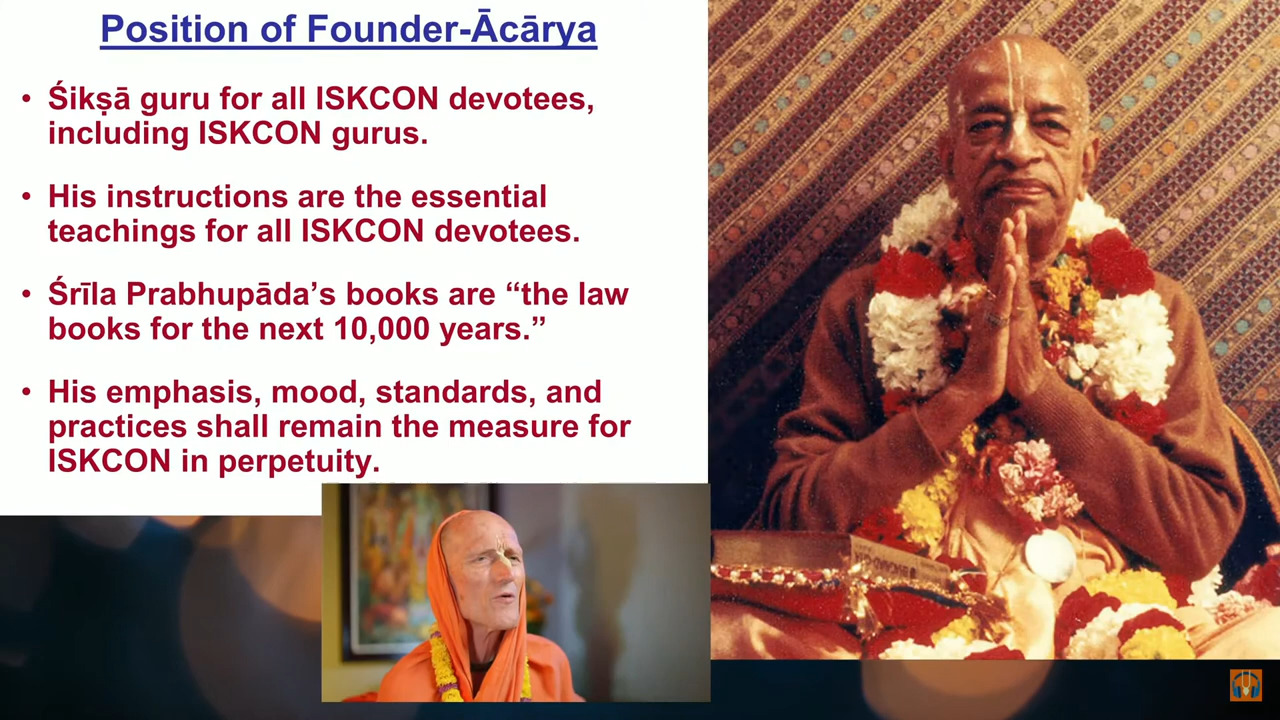 Position of Founder-Ācārya
• Śikṣā guru for all ISKCON devotees,
including ISKCON gurus.
• His instructions are the essential
teachings for all ISKCON devotees.
• Śrīla Prabhupāda’s books are “the law
books for the next 10,000 years.”
• His emphasis, mood, standards, and
practices shall remain the measure for
ISKCON in perpetuity.